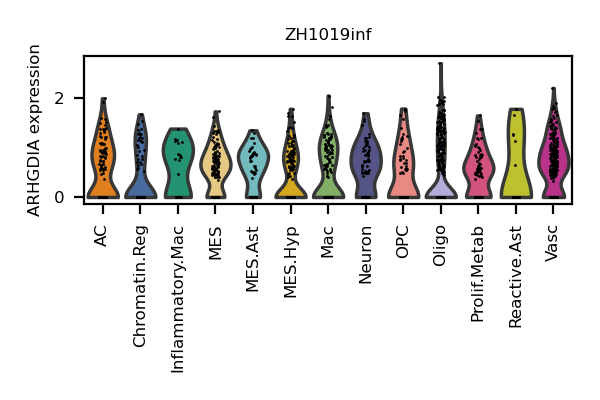 ZH1019inf
ARHGDIA expression
2
0
AC
Chromatin.Reg
Inflammatory.Mac
MES
MES.Ast
MES.Hyp
Mac
Neuron
OPC
Oligo
Prolif.Metab
Reactive.Ast
Vasc